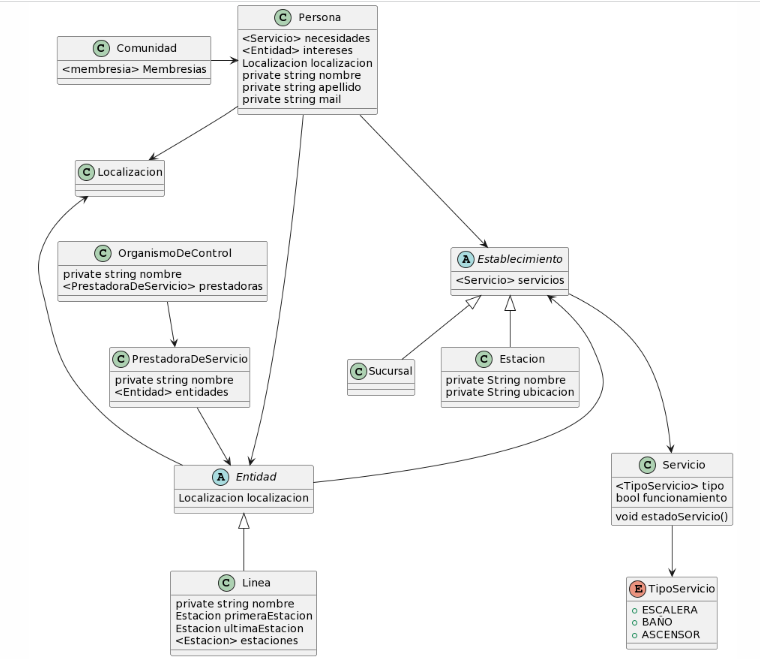 C Persona
<Servicio> necesidades
<Entidad> intereses
Localizacion localizacion
private string nombre
private string apellido
private string mail
C Comunidad
<membresia> Membresias
C Localizacion
C OrganismoDeControl
private string nombre
<PrestadoraDeServicio> prestadoras
A Establecimiento
<Servicio> servicios
C PrestadoraDeServicio
private string nombre
<Entidad> entidades
C Sucursal
C Estacion
private String nombre
private String ubicacion
A Entidad
Localizacion localizacion
C Servicio
<TipoServicio> tipo
bool funcionamiento
void estadoServicio()
C Linea
private string nombre
Estacion primeraEstacion
Estacion ultimaEstacion
<Estacion> estaciones
E TipoServicio
ESCALERA
BAÑO
ASCENSOR